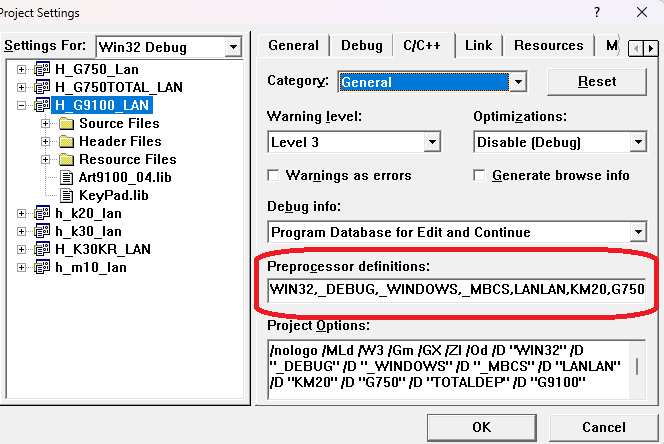 Project Settings
? ×
Settings For: Win32 Debug
H_G750_Lan
H_G750TOTAL_LAN
H_G9100_LAN
Source Files
Header Files
Resource Files
Art9100_04.lib
KeyPad.lib
h_k20_lan
h_k30_lan
H_K30KR_LAN
h_m10_lan
General Debug C/C++ Link Resources M
Category: General Reset
Warning level: Optimizations:
Level 3 Disable (Debug)
Warnings as errors Generate browse info
Debug info:
Program Database for Edit and Continue
Preprocessor definitions:
WIN32,_DEBUG,_WINDOWS,_MBCS,LANLAN,KM20,G750
Project Options:
/nologo /MLd /W3 /Gm /GX /ZI /Od /D "WIN32" /D
"_DEBUG" /D "_WINDOWS" /D "_MBCS" /D "LANLAN"
/D "KM20" /D "G750" /D "TOTALDEP" /D "G9100"
OK Cancel